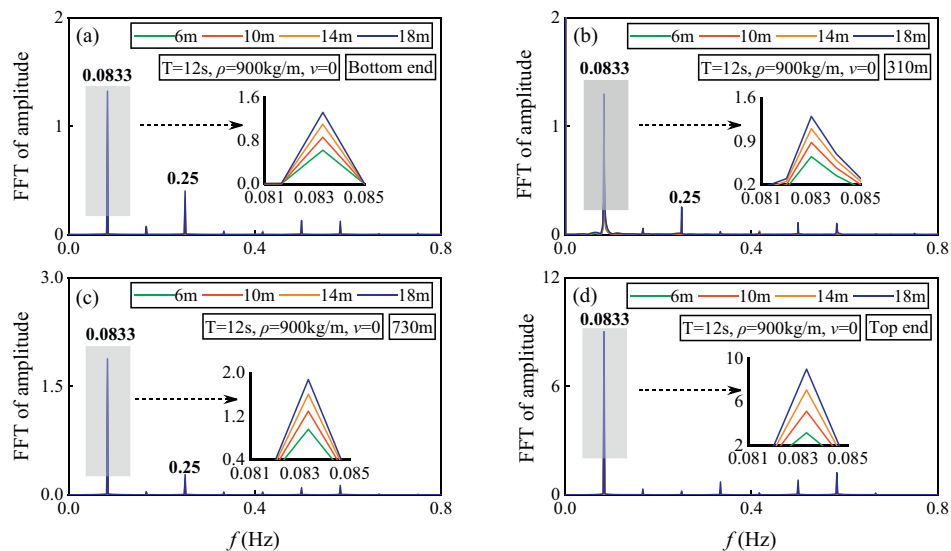 (a)
6m 10m 14m 18m
T=12s, ρ=900kg/m, v=0 Bottom end
0.0833
0.25
FFT of amplitude
2
1
0
0.0 0.4 0.8
1.6
0.8
0.0
0.081 0.083 0.085
(b)
6m 10m 14m 18m
T=12s, ρ=900kg/m, v=0 310m
0.0833
0.25
FFT of amplitude
2
1
0
0.0 0.4 0.8
1.6
0.9
0.2
0.081 0.083 0.085
(c)
6m 10m 14m 18m
T=12s, ρ=900kg/m, v=0 730m
0.0833
0.25
FFT of amplitude
3.0
1.5
0.0
0.0 0.4 0.8
2.0
1.2
0.4
0.081 0.083 0.085
f (Hz)
(d)
6m 10m 14m 18m
T=12s, ρ=900kg/m, v=0 Top end
0.0833
FFT of amplitude
12
9
6
3
0
0.0 0.4 0.8
10
6
2
0.081 0.083 0.085
f (Hz)